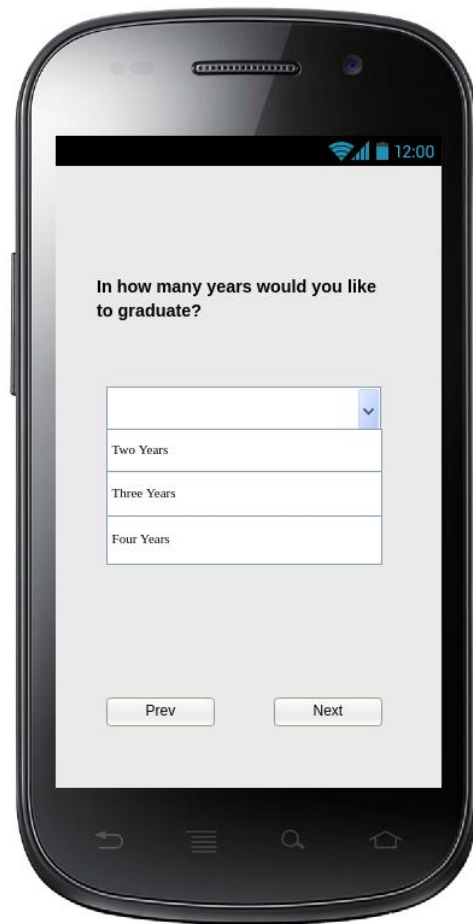 12:00
In how many years would you like
to graduate?
Two Years
Three Years
Four Years
Prev
Next